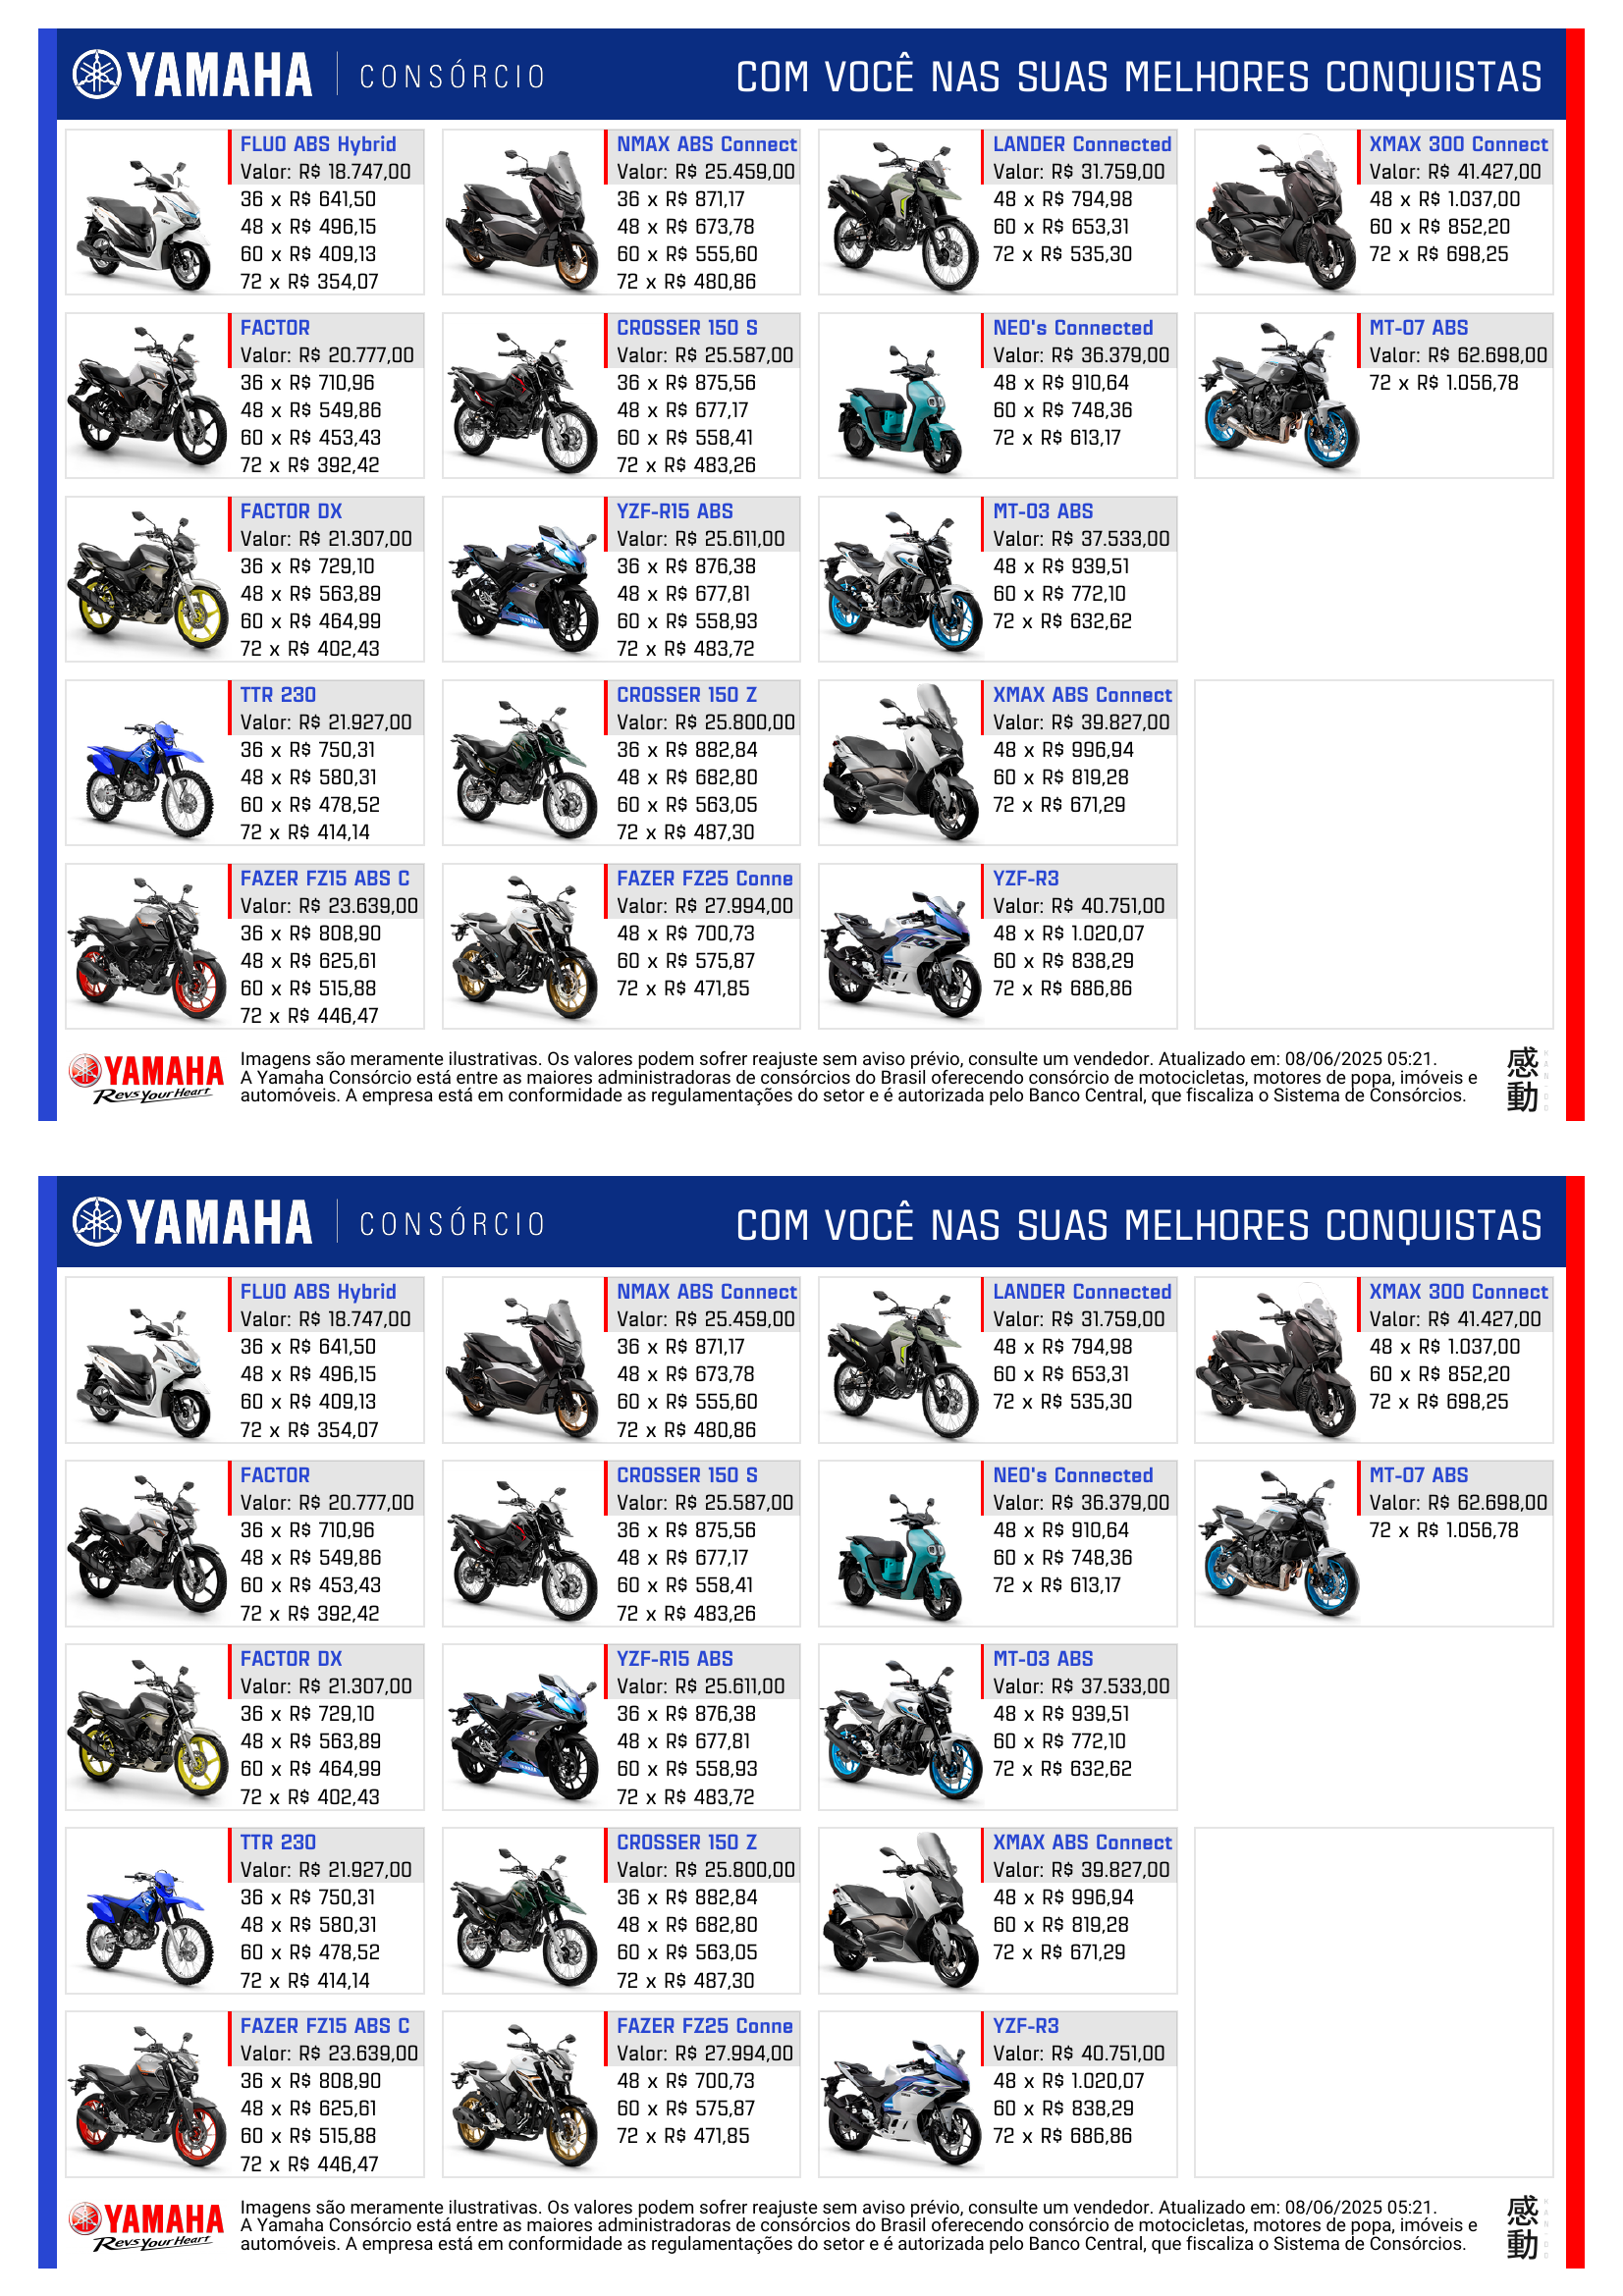 YAMAHA CONSÓRCIO COM VOCÊ NAS SUAS MELHORES CONQUISTAS
FLUO ABS Hybrid
Valor: R$ 18.747,00
36 x R$ 641,50
48 x R$ 496,15
60 x R$ 409,13
72 x R$ 354,07
NMAX ABS Connect
Valor: R$ 25.459,00
36 x R$ 871,17
48 x R$ 673,78
60 x R$ 555,60
72 x R$ 480,86
LANDER Connected
Valor: R$ 31.759,00
48 x R$ 794,98
60 x R$ 653,31
72 x R$ 535,30
XMAX 300 Connect
Valor: R$ 41.427,00
48 x R$ 1.037,00
60 x R$ 852,20
72 x R$ 698,25
FACTOR
Valor: R$ 20.777,00
36 x R$ 710,96
48 x R$ 549,86
60 x R$ 453,43
72 x R$ 392,42
CROSSER 150 S
Valor: R$ 25.587,00
36 x R$ 875,56
48 x R$ 677,17
60 x R$ 558,41
72 x R$ 483,26
NEO's Connected
Valor: R$ 36.379,00
48 x R$ 910,64
60 x R$ 748,36
72 x R$ 613,17
MT-07 ABS
Valor: R$ 62.698,00
72 x R$ 1.056,78
FACTOR DX
Valor: R$ 21.307,00
36 x R$ 729,10
48 x R$ 563,89
60 x R$ 464,99
72 x R$ 402,43
YZF-R15 ABS
Valor: R$ 25.611,00
36 x R$ 876,38
48 x R$ 677,81
60 x R$ 558,93
72 x R$ 483,72
MT-03 ABS
Valor: R$ 37.533,00
48 x R$ 939,51
60 x R$ 772,10
72 x R$ 632,62
TTR 230
Valor: R$ 21.927,00
36 x R$ 750,31
48 x R$ 580,31
60 x R$ 478,52
72 x R$ 414,14
CROSSER 150 Z
Valor: R$ 25.800,00
36 x R$ 882,84
48 x R$ 682,80
60 x R$ 563,05
72 x R$ 487,30
XMAX ABS Connect
Valor: R$ 39.827,00
48 x R$ 996,94
60 x R$ 819,28
72 x R$ 671,29
FAZER FZ15 ABS C
Valor: R$ 23.639,00
36 x R$ 808,90
48 x R$ 625,61
60 x R$ 515,88
72 x R$ 446,47
FAZER FZ25 Conne
Valor: R$ 27.994,00
48 x R$ 700,73
60 x R$ 575,87
72 x R$ 471,85
YZF-R3
Valor: R$ 40.751,00
48 x R$ 1.020,07
60 x R$ 838,29
72 x R$ 686,86
YAMAHA
Revs Your Heart
Imagens são meramente ilustrativas. Os valores podem sofrer reajuste sem aviso prévio, consulte um vendedor. Atualizado em: 08/06/2025 05:21.
A Yamaha Consórcio está entre as maiores administradoras de consórcios do Brasil oferecendo consórcio de motocicletas, motores de popa, imóveis e
automóveis. A empresa está em conformidade as regulamentações do setor e é autorizada pelo Banco Central, que fiscaliza o Sistema de Consórcios.
感動
YAMAHA CONSÓRCIO COM VOCÊ NAS SUAS MELHORES CONQUISTAS
FLUO ABS Hybrid
Valor: R$ 18.747,00
36 x R$ 641,50
48 x R$ 496,15
60 x R$ 409,13
72 x R$ 354,07
NMAX ABS Connect
Valor: R$ 25.459,00
36 x R$ 871,17
48 x R$ 673,78
60 x R$ 555,60
72 x R$ 480,86
LANDER Connected
Valor: R$ 31.759,00
48 x R$ 794,98
60 x R$ 653,31
72 x R$ 535,30
XMAX 300 Connect
Valor: R$ 41.427,00
48 x R$ 1.037,00
60 x R$ 852,20
72 x R$ 698,25
FACTOR
Valor: R$ 20.777,00
36 x R$ 710,96
48 x R$ 549,86
60 x R$ 453,43
72 x R$ 392,42
CROSSER 150 S
Valor: R$ 25.587,00
36 x R$ 875,56
48 x R$ 677,17
60 x R$ 558,41
72 x R$ 483,26
NEO's Connected
Valor: R$ 36.379,00
48 x R$ 910,64
60 x R$ 748,36
72 x R$ 613,17
MT-07 ABS
Valor: R$ 62.698,00
72 x R$ 1.056,78
FACTOR DX
Valor: R$ 21.307,00
36 x R$ 729,10
48 x R$ 563,89
60 x R$ 464,99
72 x R$ 402,43
YZF-R15 ABS
Valor: R$ 25.611,00
36 x R$ 876,38
48 x R$ 677,81
60 x R$ 558,93
72 x R$ 483,72
MT-03 ABS
Valor: R$ 37.533,00
48 x R$ 939,51
60 x R$ 772,10
72 x R$ 632,62
TTR 230
Valor: R$ 21.927,00
36 x R$ 750,31
48 x R$ 580,31
60 x R$ 478,52
72 x R$ 414,14
CROSSER 150 Z
Valor: R$ 25.800,00
36 x R$ 882,84
48 x R$ 682,80
60 x R$ 563,05
72 x R$ 487,30
XMAX ABS Connect
Valor: R$ 39.827,00
48 x R$ 996,94
60 x R$ 819,28
72 x R$ 671,29
FAZER FZ15 ABS C
Valor: R$ 23.639,00
36 x R$ 808,90
48 x R$ 625,61
60 x R$ 515,88
72 x R$ 446,47
FAZER FZ25 Conne
Valor: R$ 27.994,00
48 x R$ 700,73
60 x R$ 575,87
72 x R$ 471,85
YZF-R3
Valor: R$ 40.751,00
48 x R$ 1.020,07
60 x R$ 838,29
72 x R$ 686,86
YAMAHA
Revs Your Heart
Imagens são meramente ilustrativas. Os valores podem sofrer reajuste sem aviso prévio, consulte um vendedor. Atualizado em: 08/06/2025 05:21.
A Yamaha Consórcio está entre as maiores administradoras de consórcios do Brasil oferecendo consórcio de motocicletas, motores de popa, imóveis e
automóveis. A empresa está em conformidade as regulamentações do setor e é autorizada pelo Banco Central, que fiscaliza o Sistema de Consórcios.
感動